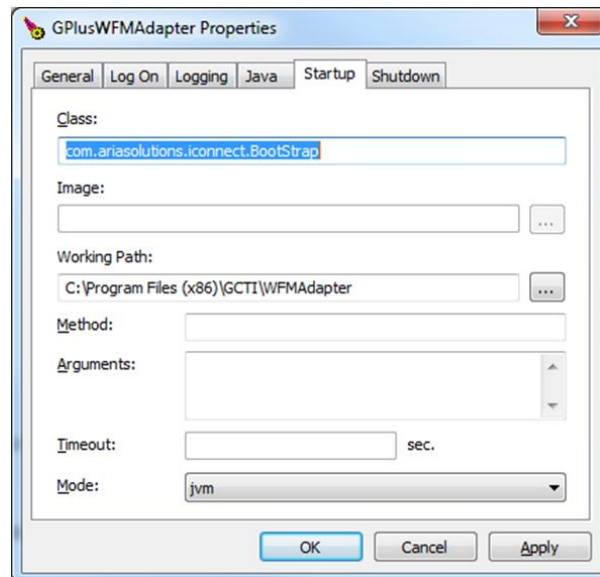 GPlusWFMAdapter Properties
General Log On Logging Java Startup Shutdown
Class:
com.ariasolutions.iconnect.BootStrap
Image:
...
Working Path:
C:\Program Files (x86)\GCTI\WFMAdapter
...
Method:
Arguments:
Timeout:
sec.
Mode:
jvm
OK Cancel Apply